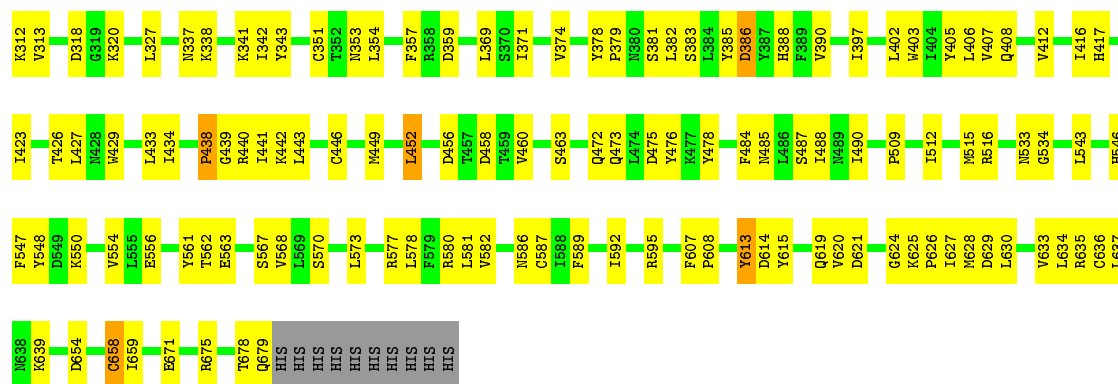 K312 V313 D318 G319 K320 L327 N337 K338 K341 I342 Y343 C351 T352 N353 L354 F357 R358 D359 L369 S370 I371 V374 Y378 P379 N380 S381 L382 S383 L384 Y385 D386 Y387 H388 F389 V390 I397 L402 W403 I404 Y405 L406 V407 Q408 V412 I416 H417
I423 T426 L427 N428 W429 L433 I434 P438 G439 R440 I441 K442 L443 C446 M449 L452 D456 T457 D458 T459 V460 S463 Q472 Q473 L474 D475 Y476 K477 Y478 F484 N485 L486 S487 I488 N489 I490 P509 I512 M515 R516 N533 G534 L543 H546
F547 Y548 D549 K550 V554 L555 E556 Y561 T562 E563 S567 V568 L569 S570 L573 R577 L578 F579 R580 L581 V582 N586 C587 I588 F589 I592 R595 F607 P608 Y613 D614 Y615 Q619 V620 D621 G624 K625 P626 I627 M628 D629 L630 V633 L634 R635 C636 L637
N638 K639 D654 C658 I659 E671 R675 T678 Q679 HIS HIS HIS HIS HIS HIS HIS HIS HIS HIS